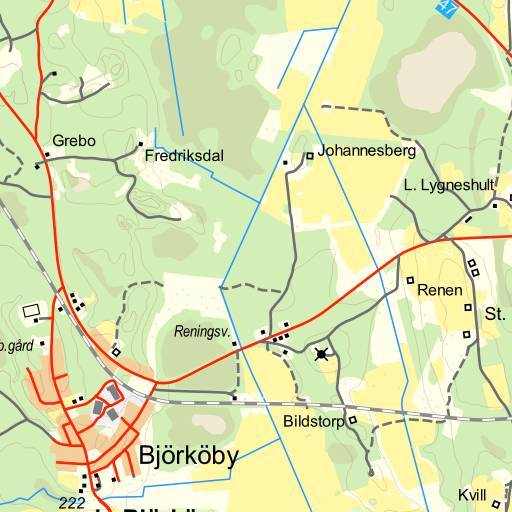 47
Grebo
Fredriksdal
Johannesberg
L. Lygneshult
Renen
St.
Reningsv.
b.gård
Bildstorp
Björköby
Kvill
222